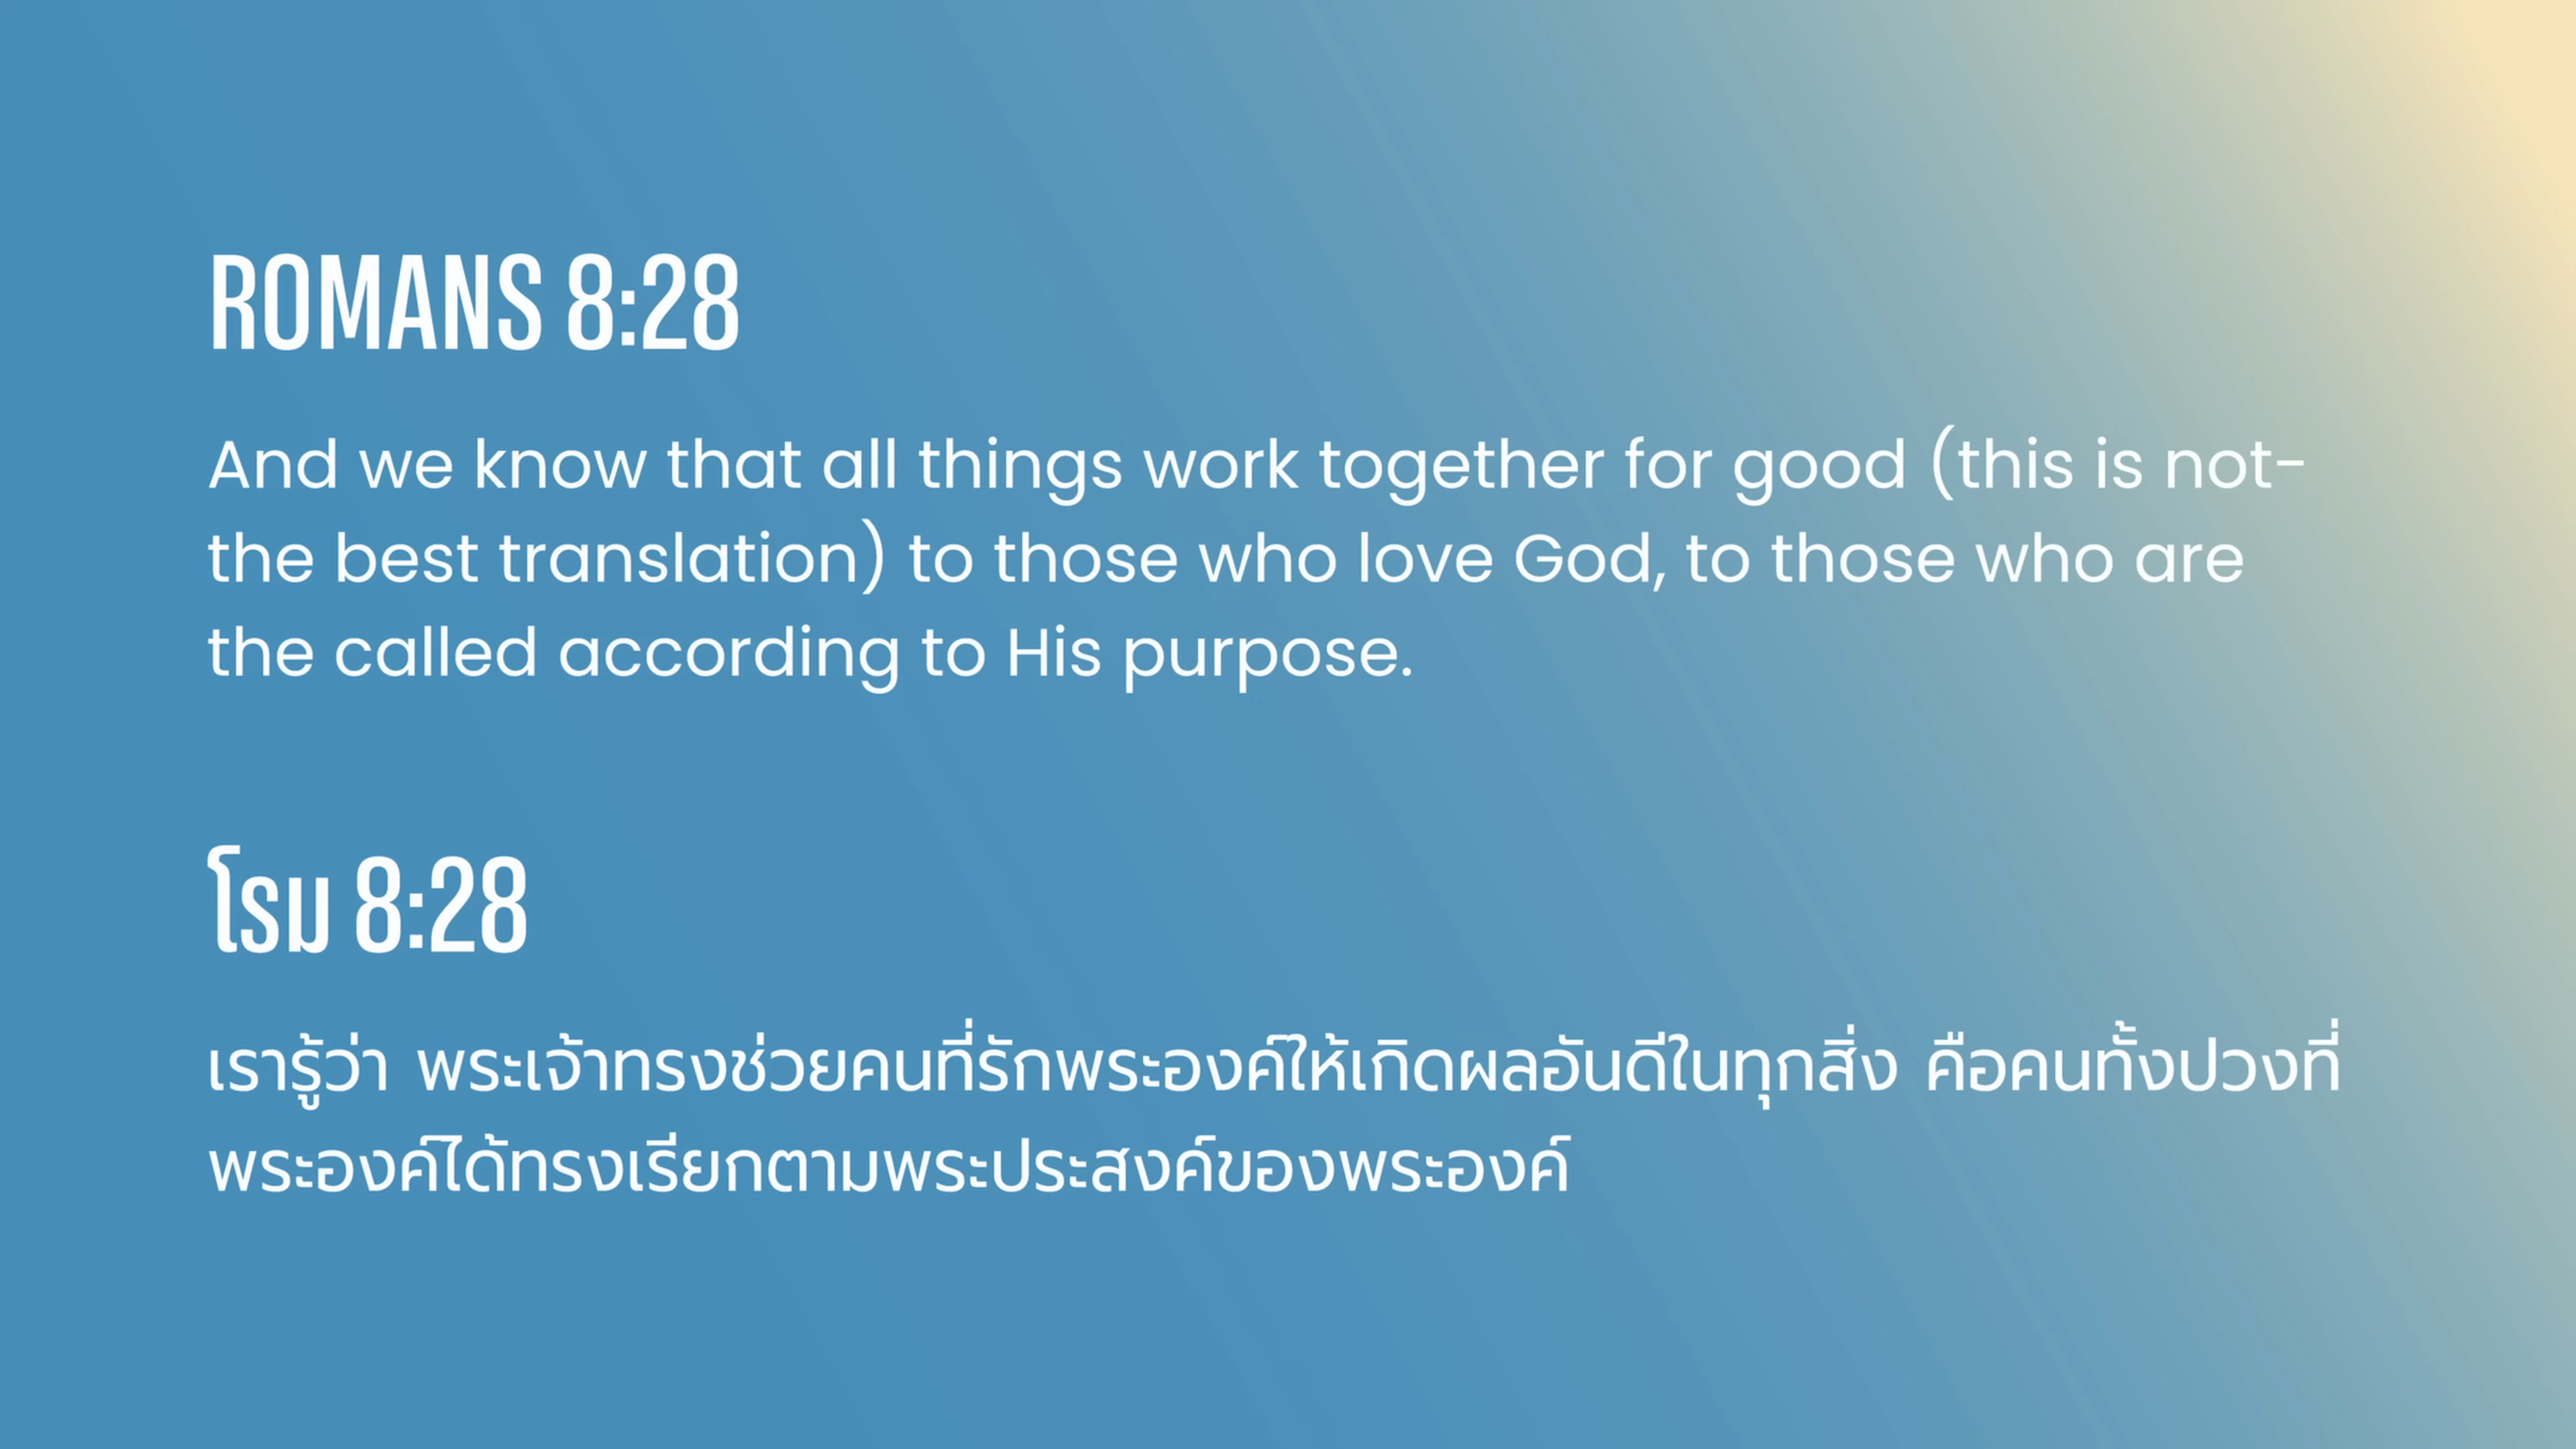 ROMANS 8:28
And we know that all things work together for good (this is not-
the best translation) to those who love God, to those who are
the called according to His purpose.
โรม 8:28
เรารู้ว่า พระเจ้าทรงช่วยคนที่รักพระองค์ให้เกิดผลอันดีในทุกสิ่ง คือคนทั้งปวงที่
พระองค์ได้ทรงเรียกตามพระประสงค์ของพระองค์